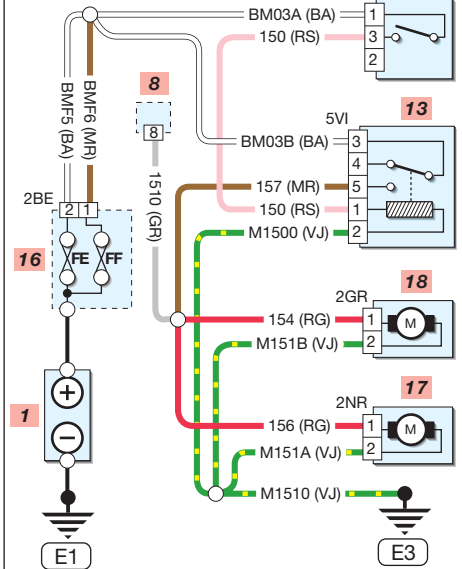 BM03A (BA)
1
150 (RS)
3
2
BMF5 (BA)
BMF6 (MR)
8
8
1510 (GR)
5VI
13
BM03B (BA)
3
4
157 (MR)
5
150 (RS)
1
M1500 (VJ)
2
2BE
2 1
16
FE
FF
2GR
18
154 (RG)
1
M
M151B (VJ)
2
1
+
−
2NR
17
156 (RG)
1
M
M151A (VJ)
2
M1510 (VJ)
E1
E3